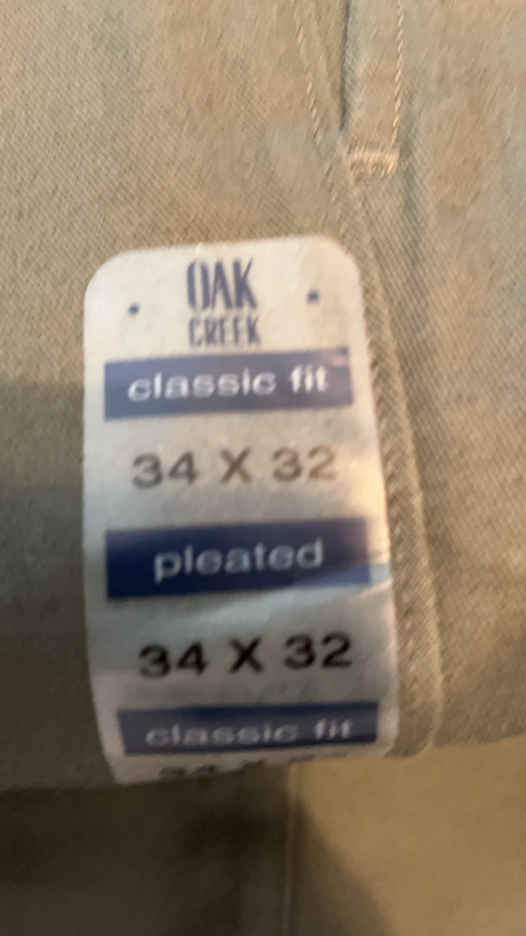 OAK
CREEK
classic fit
34 X 32
pleated
34 X 32
classic fit